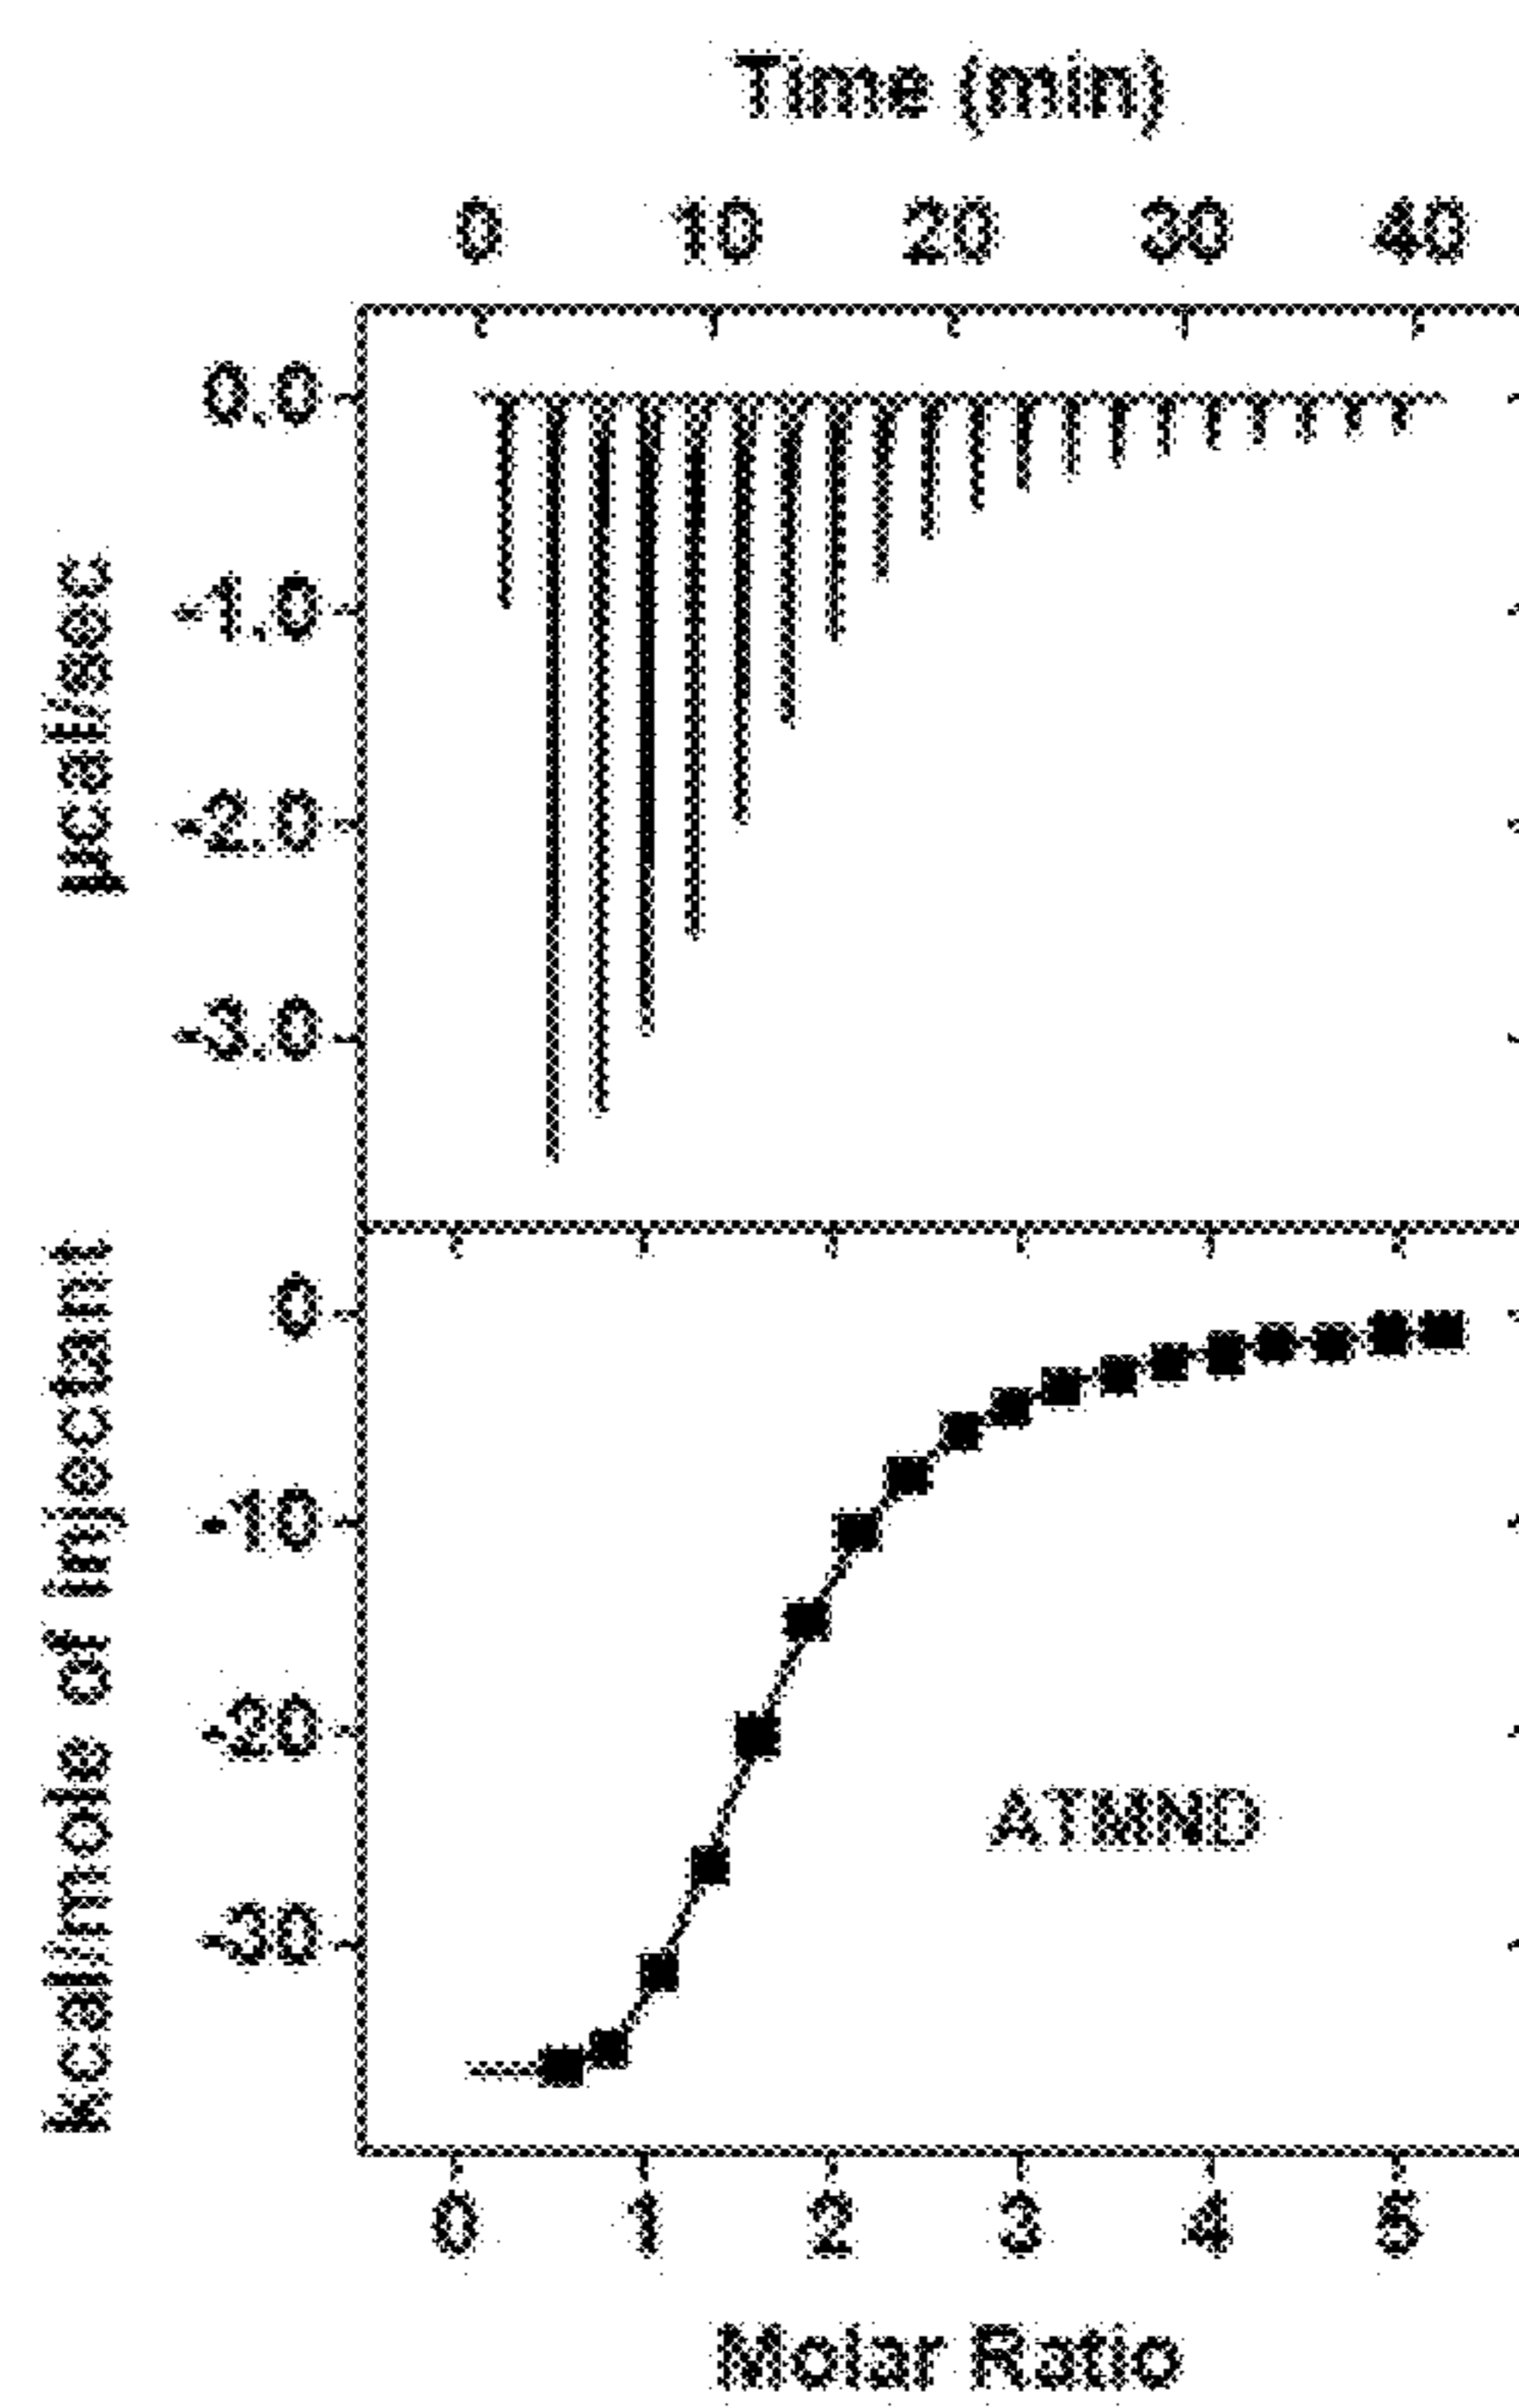 Time (min)
0 10 20 30 40
µcal/sec
0.0
-1.0
-2.0
-3.0
kcal/mole of injectant
0
-10
-20
-30
ATMND
0 1 2 3 4 5
Molar Ratio